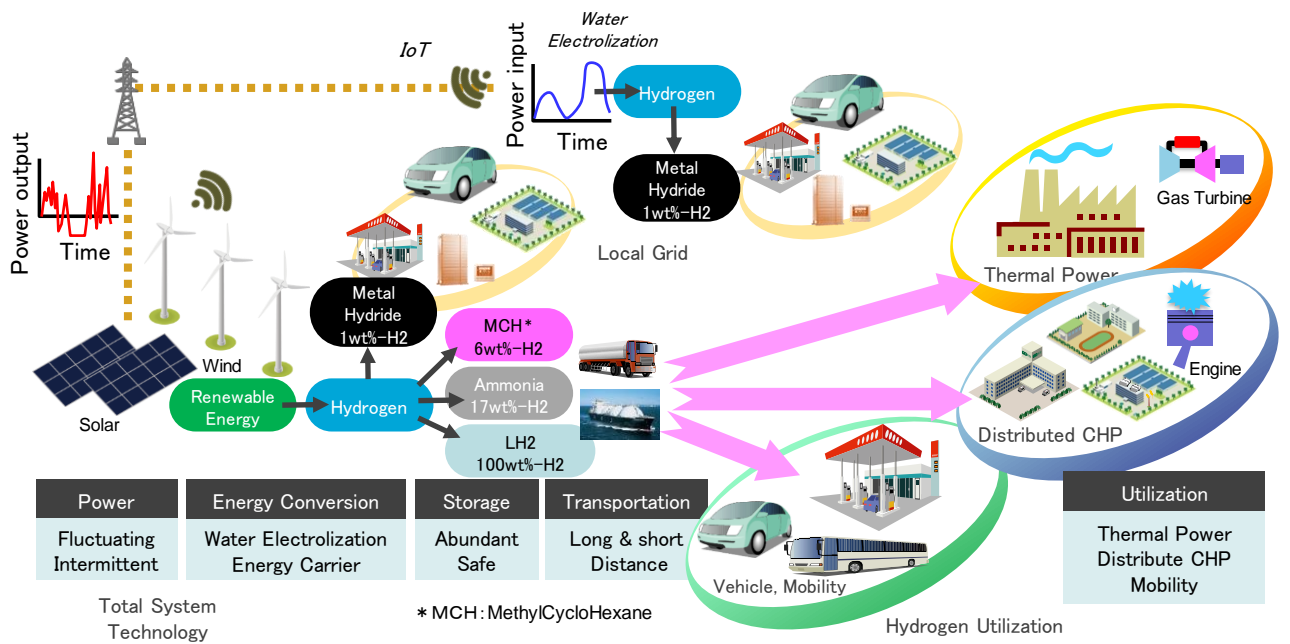 IoT
Water
Electrolization
Power input
Time
Hydrogen
Metal
Hydride
1wt%-H2
Local Grid
Power output
Time
Wind
Solar
Renewable
Energy
Hydrogen
Metal
Hydride
1wt%-H2
MCH*
6wt%-H2
Ammonia
17wt%-H2
LH2
100wt%-H2
Gas Turbine
Thermal Power
Engine
Distributed CHP
Vehicle, Mobility
Power
Fluctuating
Intermittent
Energy Conversion
Water Electrolization
Energy Carrier
Storage
Abundant
Safe
Transportation
Long & short
Distance
Utilization
Thermal Power
Distribute CHP
Mobility
Total System
Technology
* MCH: MethylCycloHexane
Hydrogen Utilization